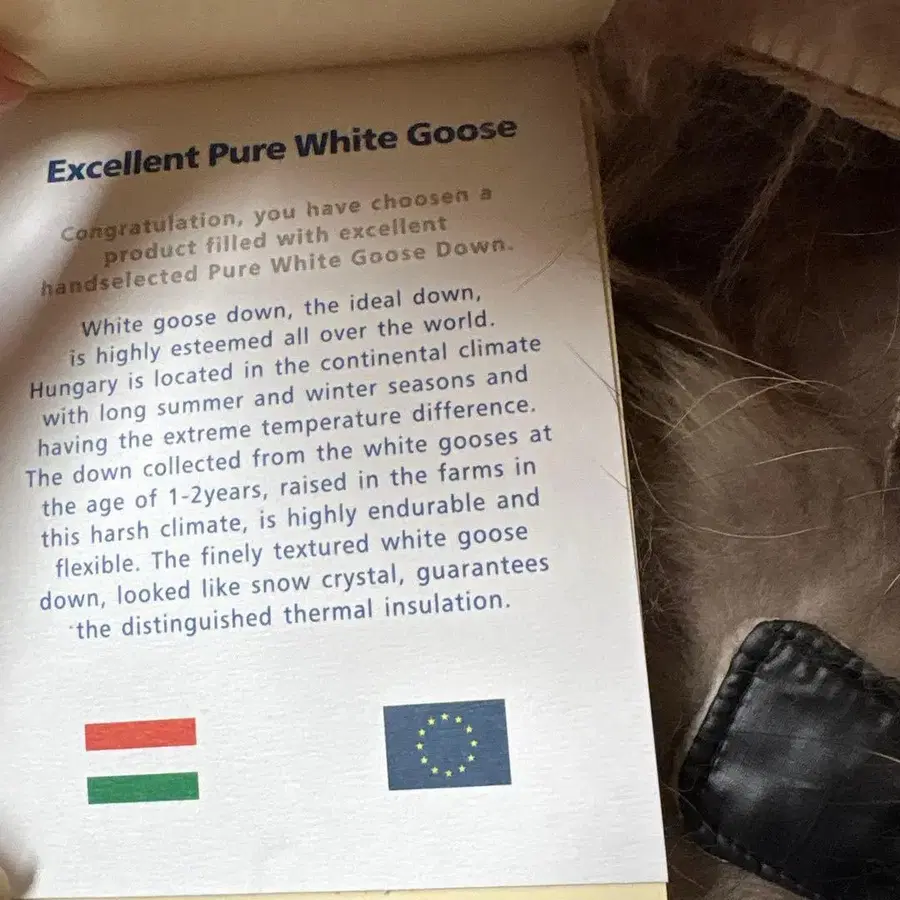 Excellent Pure White Goose
Congratulation, you have choosen a
product filled with excellent
handselected Pure White Goose Down.
White goose down, the ideal down,
is highly esteemed all over the world.
Hungary is located in the continental climate
with long summer and winter seasons and
having the extreme temperature difference.
The down collected from the white gooses at
the age of 1-2years, raised in the farms in
this harsh climate, is highly endurable and
flexible. The finely textured white goose
down, looked like snow crystal, guarantees
the distinguished thermal insulation.